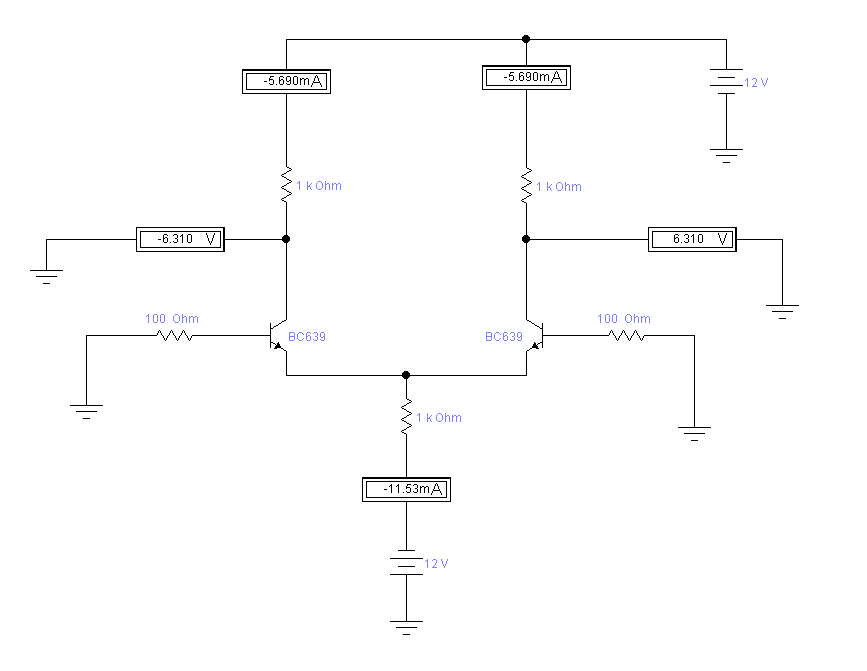 -5.690mA
-5.690mA
12 V
1 k Ohm
1 k Ohm
-6.310 V
6.310 V
100 Ohm
100 Ohm
BC639
BC639
1 k Ohm
-11.53mA
12 V